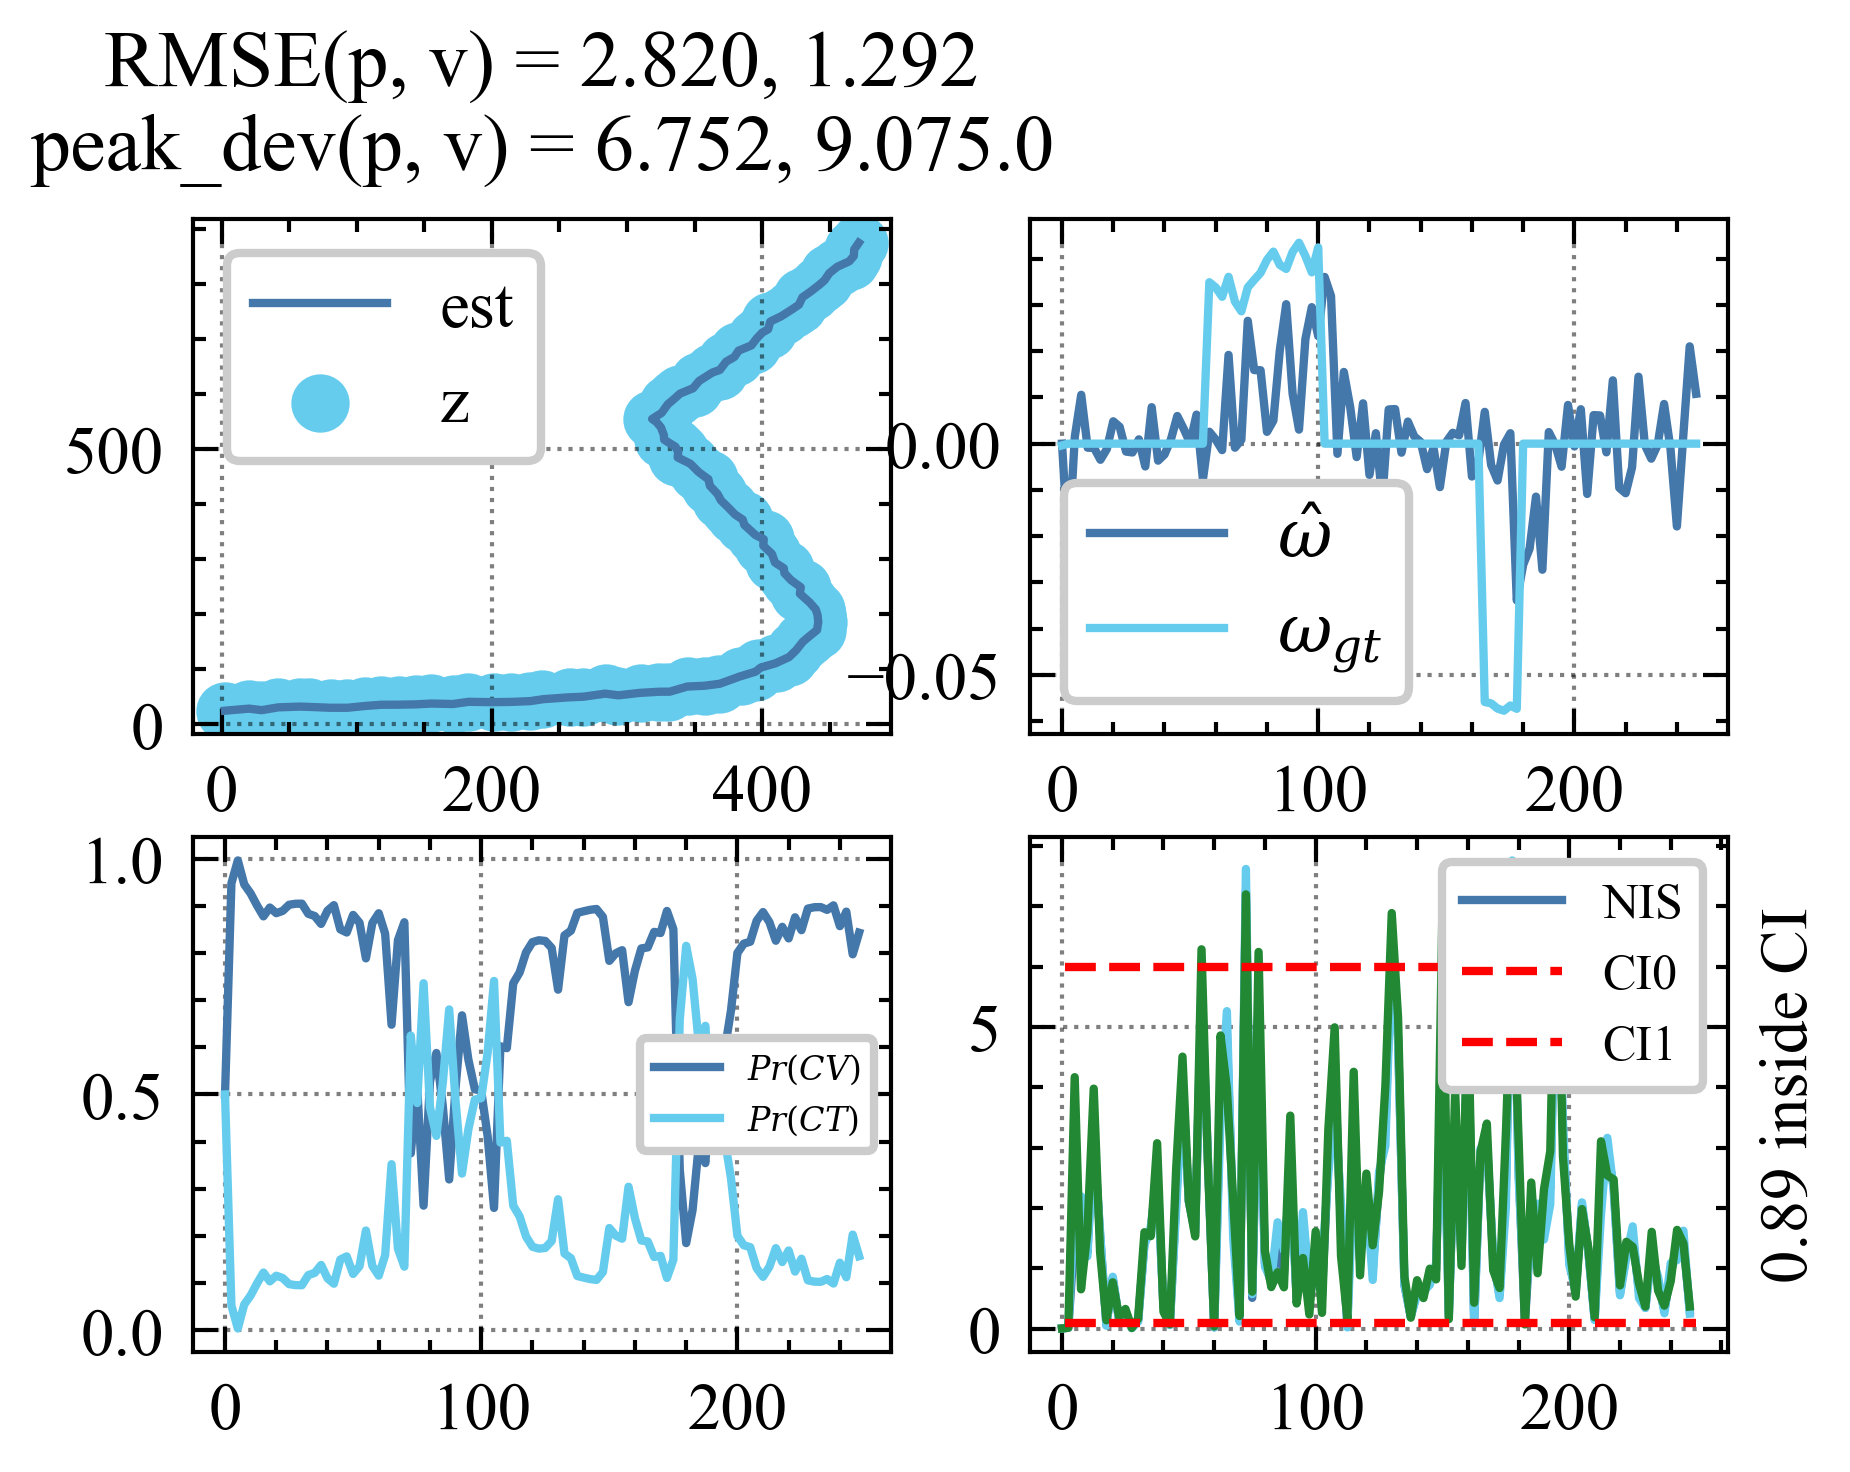 RMSE(p, v) = 2.820, 1.292
peak_dev(p, v) = 6.752, 9.075.0
est
z
500
0
0 200 400
0.00
−0.05
ω̂
ω_gt
0 100 200
1.0
0.5
0.0
Pr(CV)
Pr(CT)
0 100 200
5
0
NIS
CI0
CI1
0 100 200
0.89 inside CI